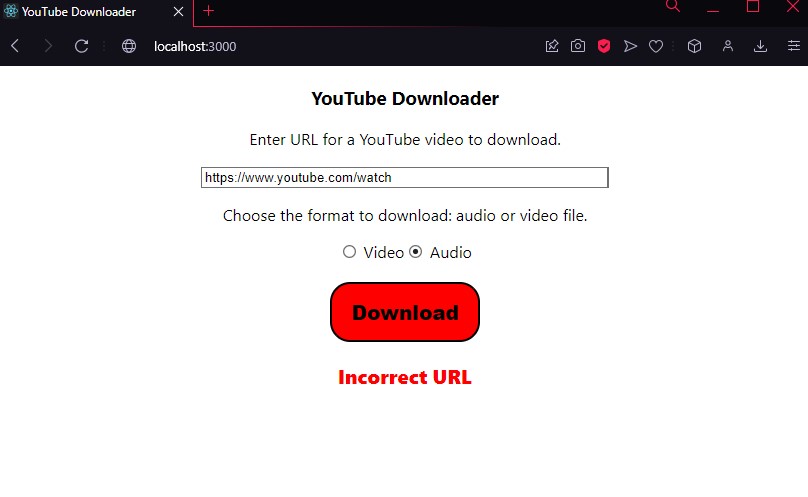 YouTube Downloader
localhost:3000
YouTube Downloader
Enter URL for a YouTube video to download.
https://www.youtube.com/watch
Choose the format to download: audio or video file.
Video Audio
Download
Incorrect URL